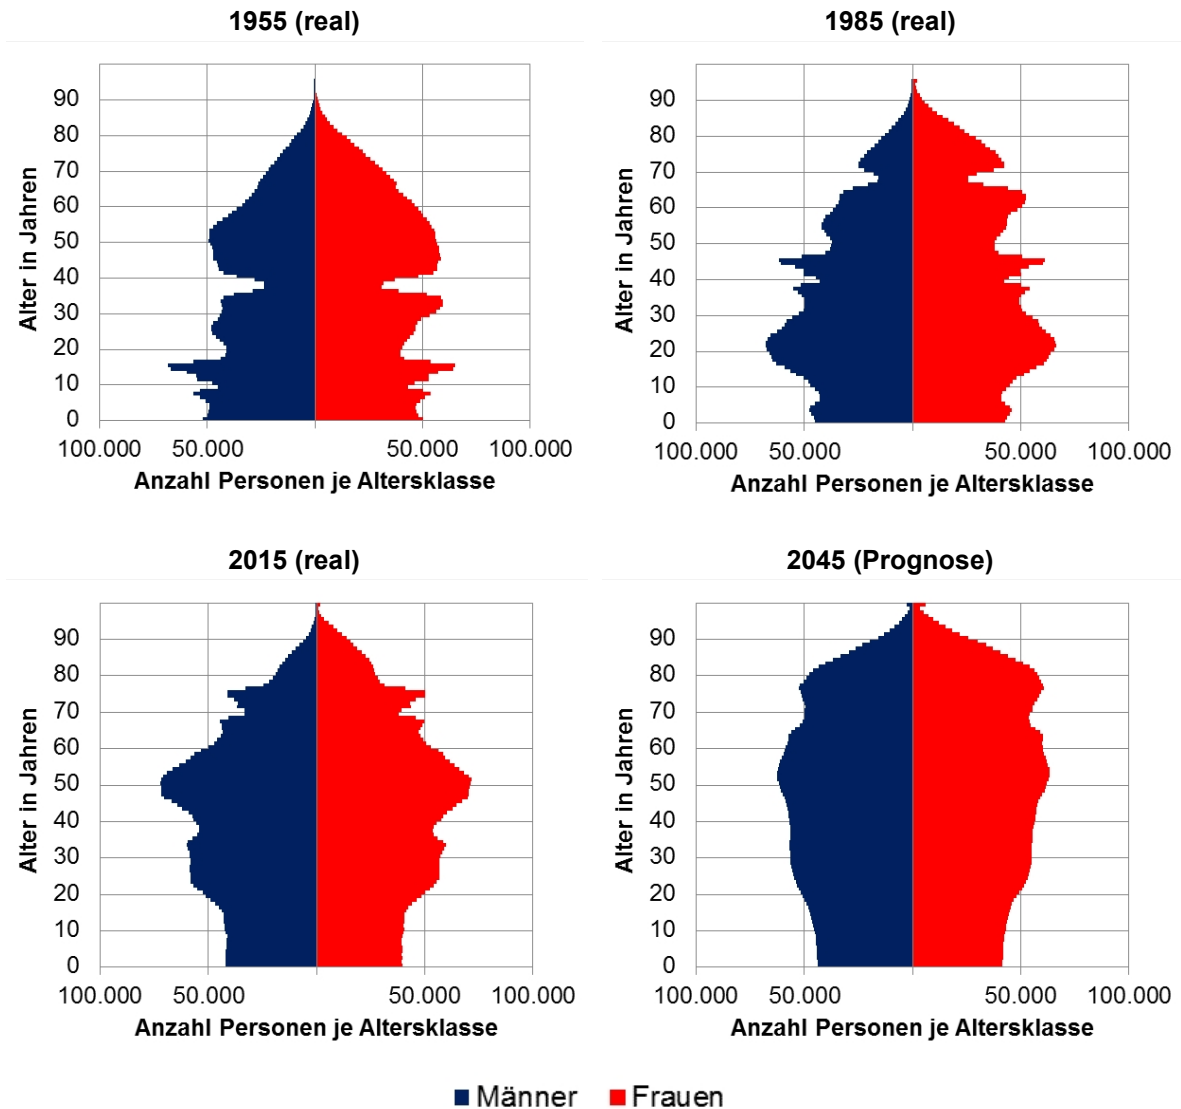 1955 (real)
1985 (real)
Alter in Jahren
90
80
70
60
50
40
30
20
10
0
100.000 50.000 50.000 100.000
Anzahl Personen je Altersklasse
Alter in Jahren
90
80
70
60
50
40
30
20
10
0
100.000 50.000 50.000 100.000
Anzahl Personen je Altersklasse
2015 (real)
2045 (Prognose)
Alter in Jahren
90
80
70
60
50
40
30
20
10
0
100.000 50.000 50.000 100.000
Anzahl Personen je Altersklasse
Alter in Jahren
90
80
70
60
50
40
30
20
10
0
100.000 50.000 50.000 100.000
Anzahl Personen je Altersklasse
Männer Frauen